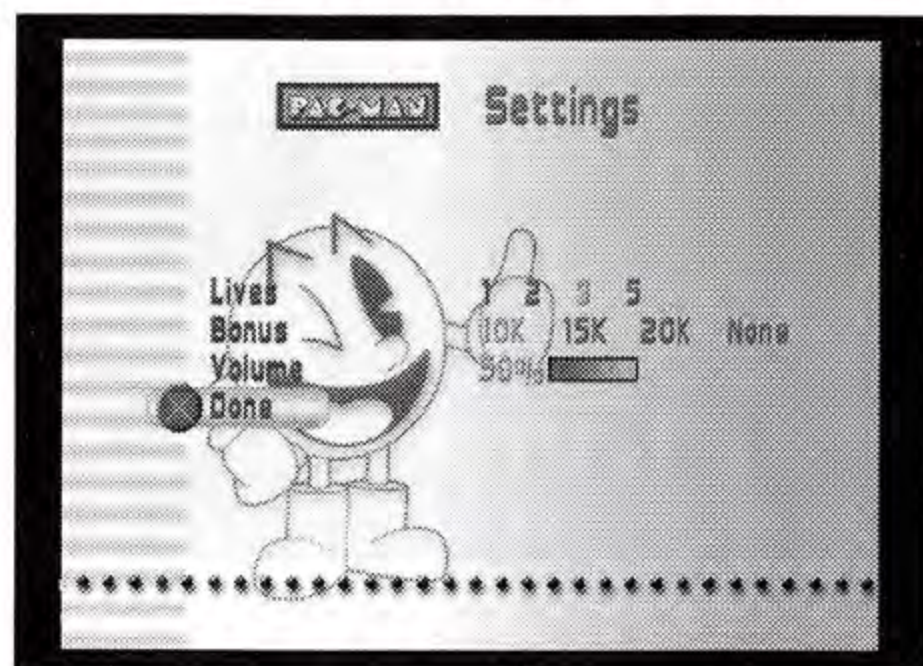 PAC-MAN Settings
Lives 1 2 3 5
Bonus 10K 15K 20K None
Volume 90%
Done